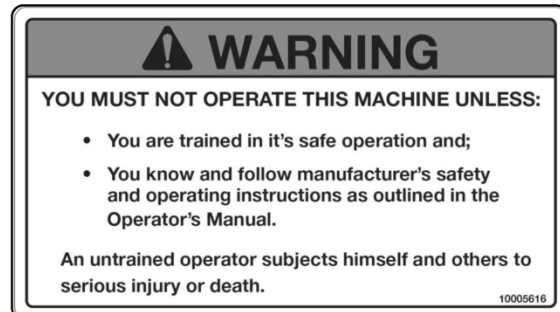 WARNING
YOU MUST NOT OPERATE THIS MACHINE UNLESS:
• You are trained in it's safe operation and;
• You know and follow manufacturer's safety
and operating instructions as outlined in the
Operator's Manual.
An untrained operator subjects himself and others to
serious injury or death.
10005616